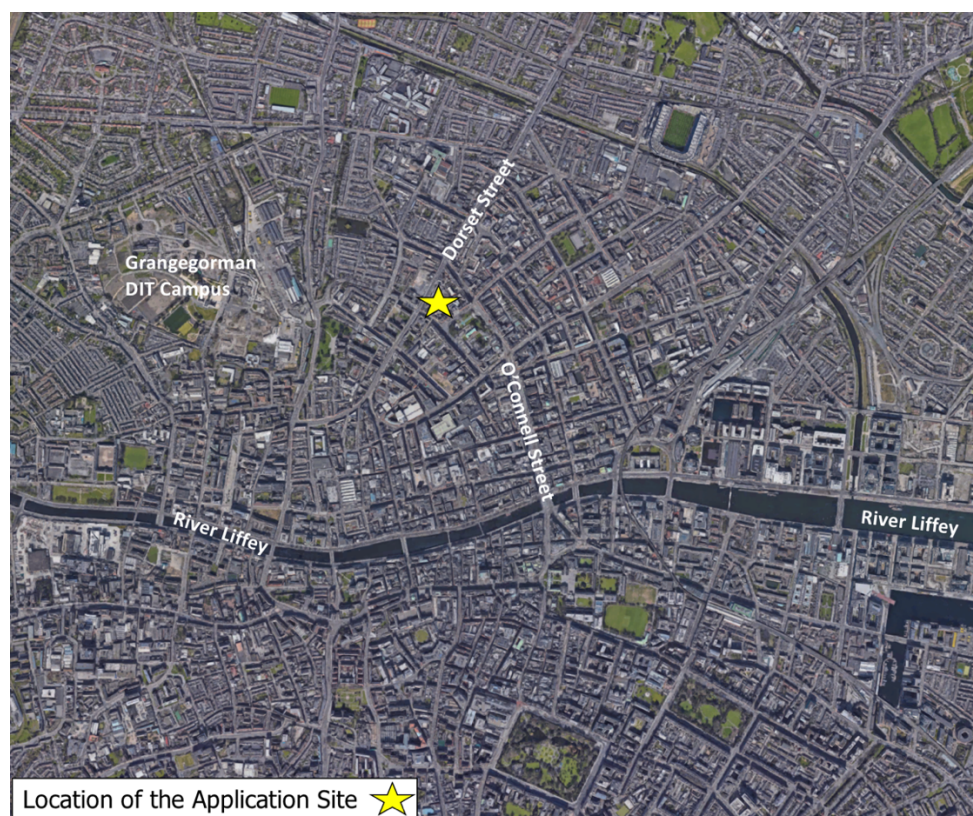 Dorset Street
Grangegorman
DIT Campus
O'Connell Street
River Liffey
River Liffey
Location of the Application Site